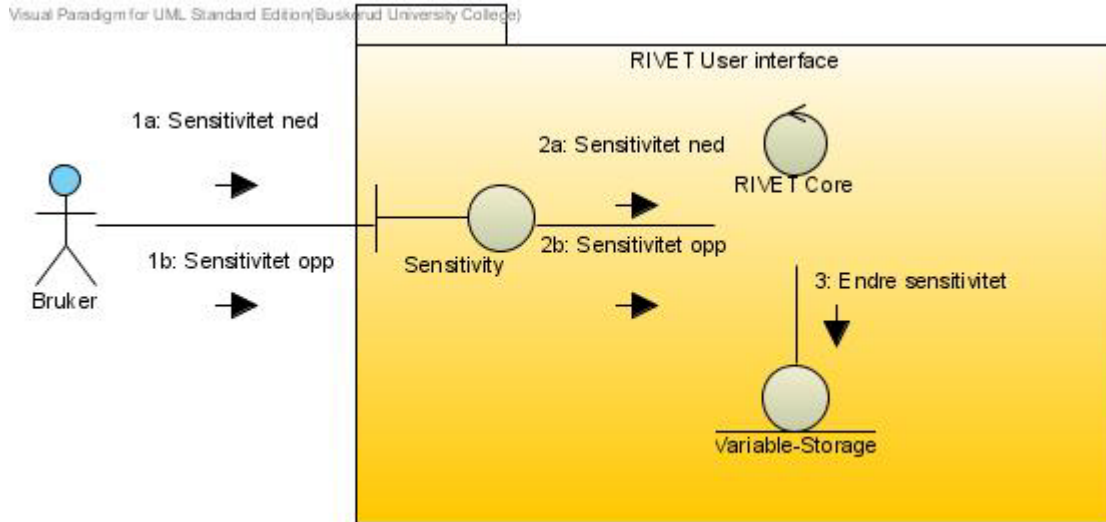 Visual Paradigm for UML Standard Edition(Buskerud University College)
RIVET User interface
1a: Sensitivitet ned
2a: Sensitivitet ned
RIVET Core
1b: Sensitivitet opp
Sensitivity
2b: Sensitivitet opp
Bruker
3: Endre sensitivitet
Variable-Storage